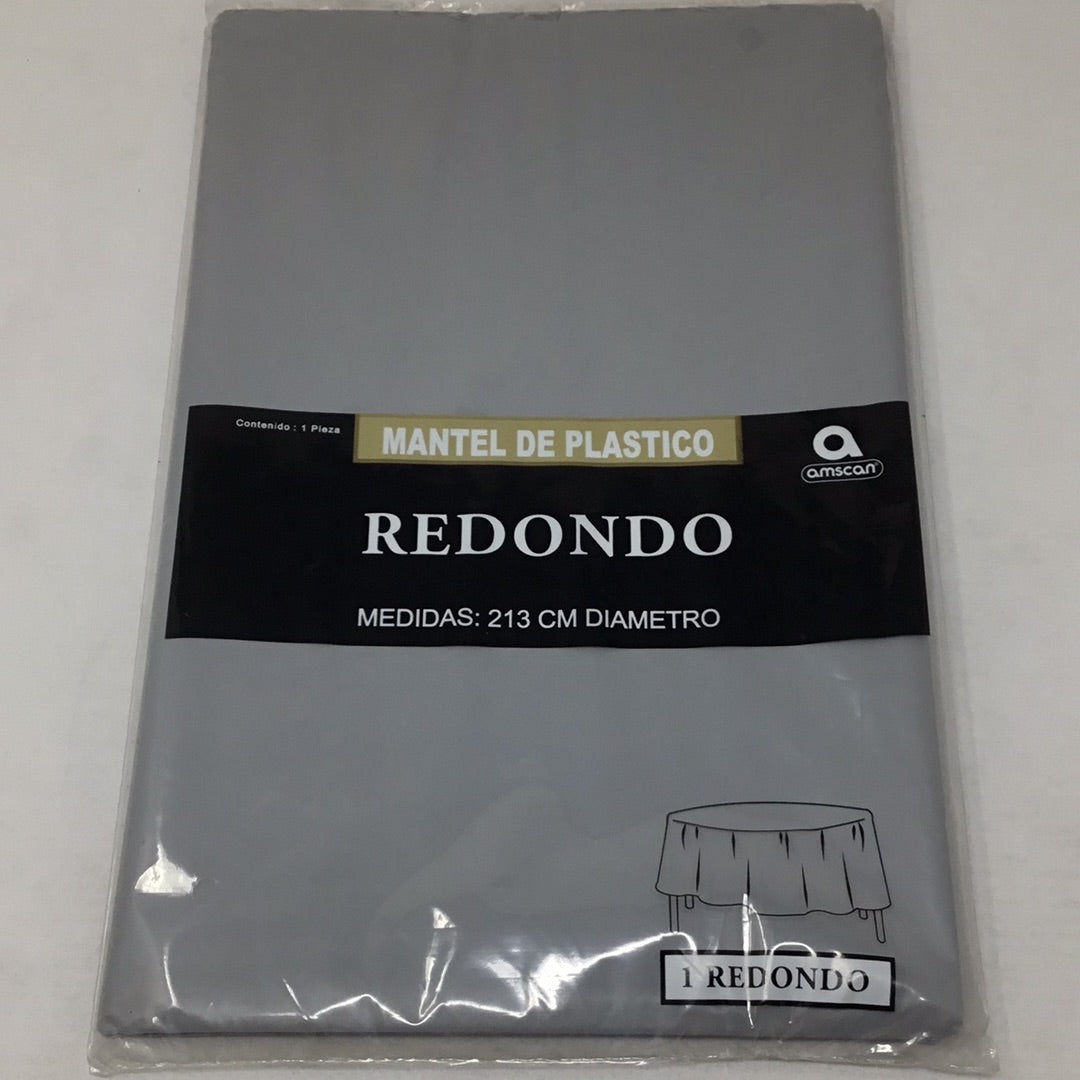 Contenido : 1 Pieza
MANTEL DE PLASTICO
a
amscan®
REDONDO
MEDIDAS: 213 CM DIAMETRO
1 REDONDO